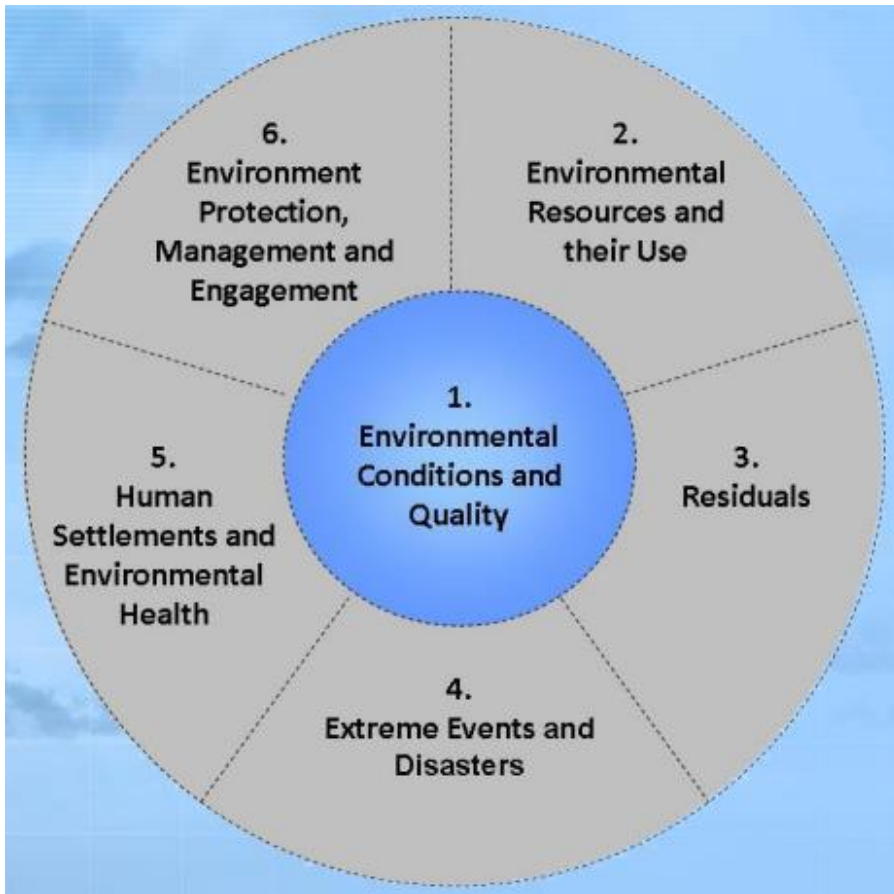 1.
Environmental
Conditions and
Quality
2.
Environmental
Resources and
their Use
3.
Residuals
4.
Extreme Events and
Disasters
5.
Human
Settlements and
Environmental
Health
6.
Environment
Protection,
Management and
Engagement